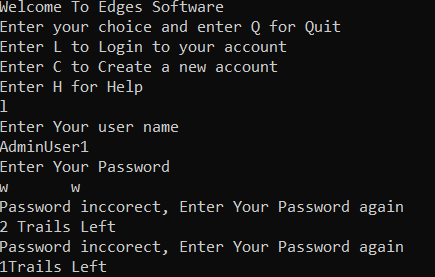 Welcome To Edges Software
Enter your choice and enter Q for Quit
Enter L to Login to your account
Enter C to Create a new account
Enter H for Help
l
Enter Your user name
AdminUser1
Enter Your Password
w       w
Password inccorect, Enter Your Password again
2 Trails Left
Password inccorect, Enter Your Password again
1Trails Left